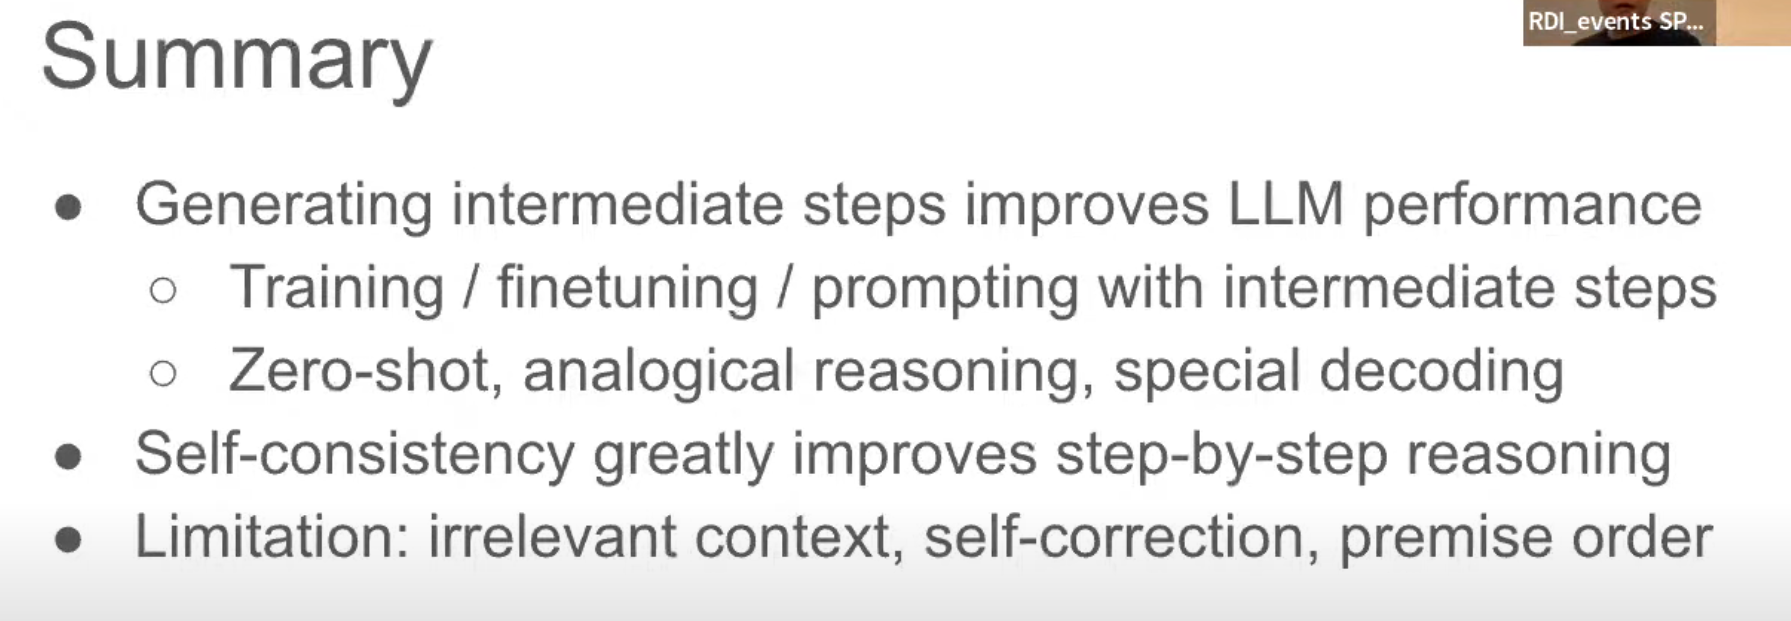 Summary
RDI_events SP...
● Generating intermediate steps improves LLM performance
○ Training / finetuning / prompting with intermediate steps
○ Zero-shot, analogical reasoning, special decoding
● Self-consistency greatly improves step-by-step reasoning
● Limitation: irrelevant context, self-correction, premise order